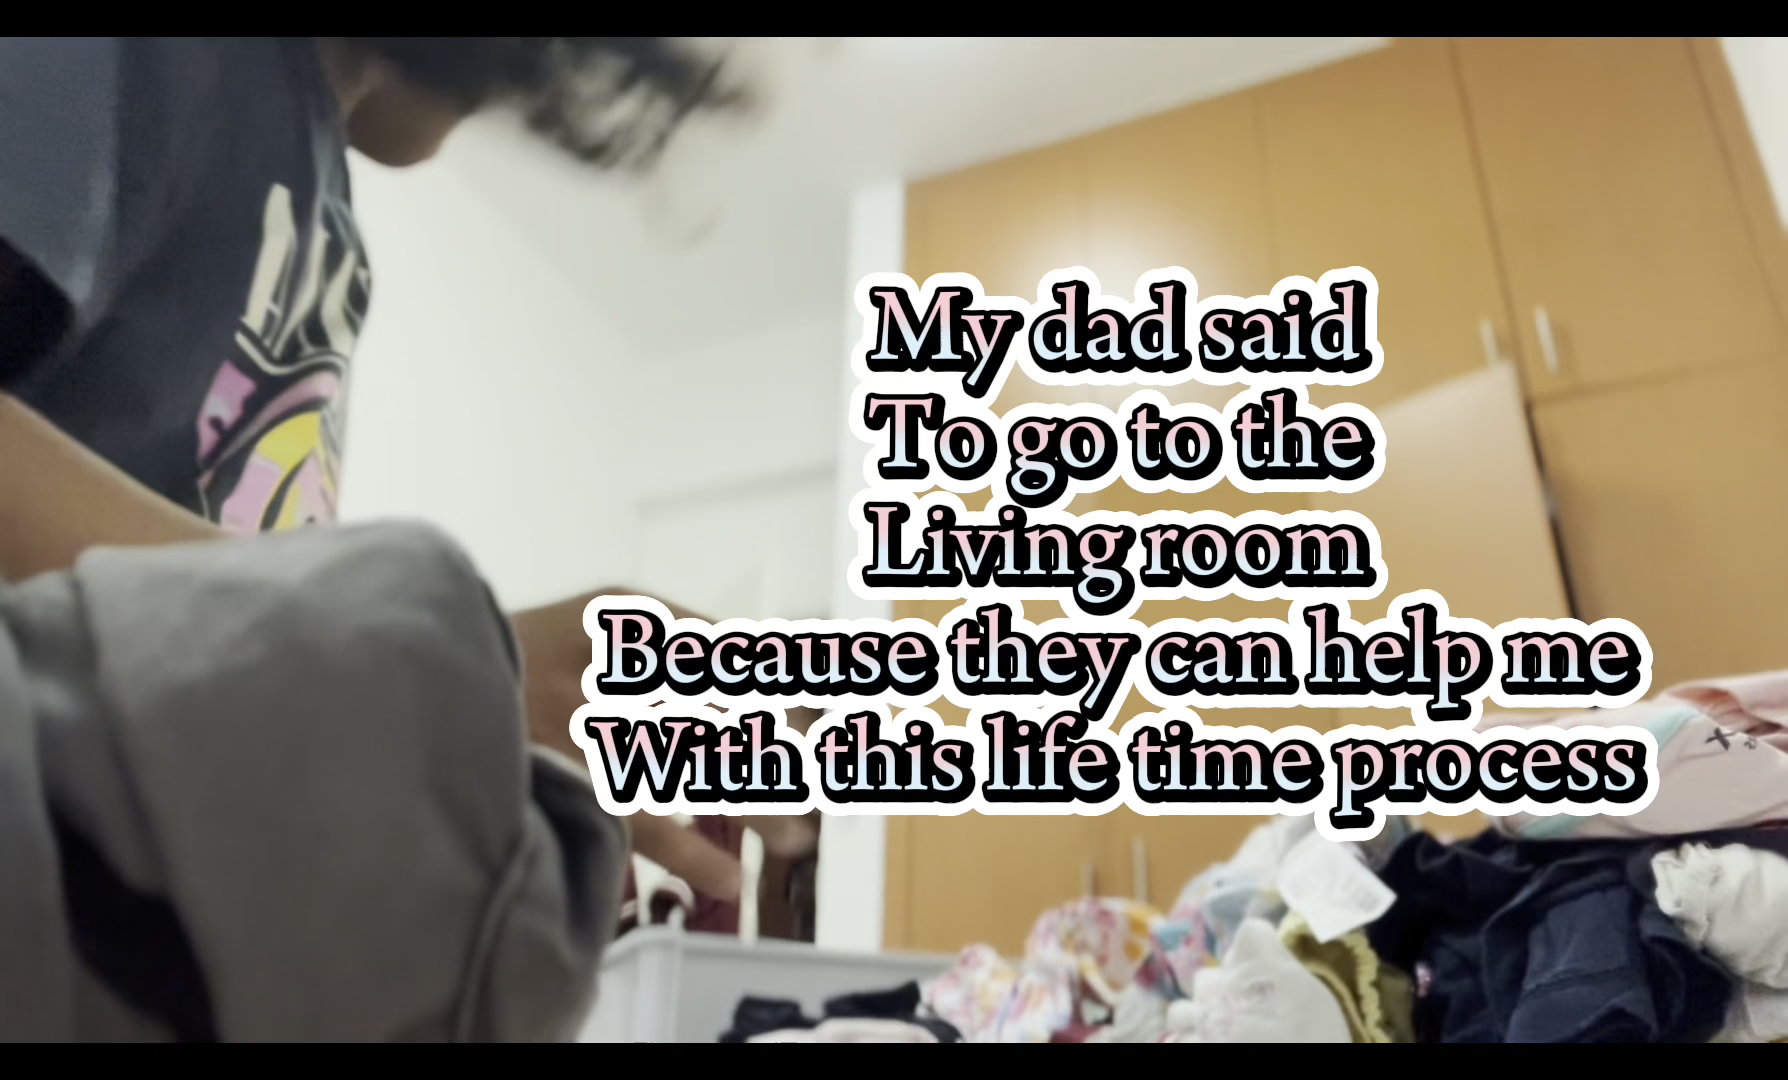 My dad said
To go to the
Living room
Because they can help me
With this life time process